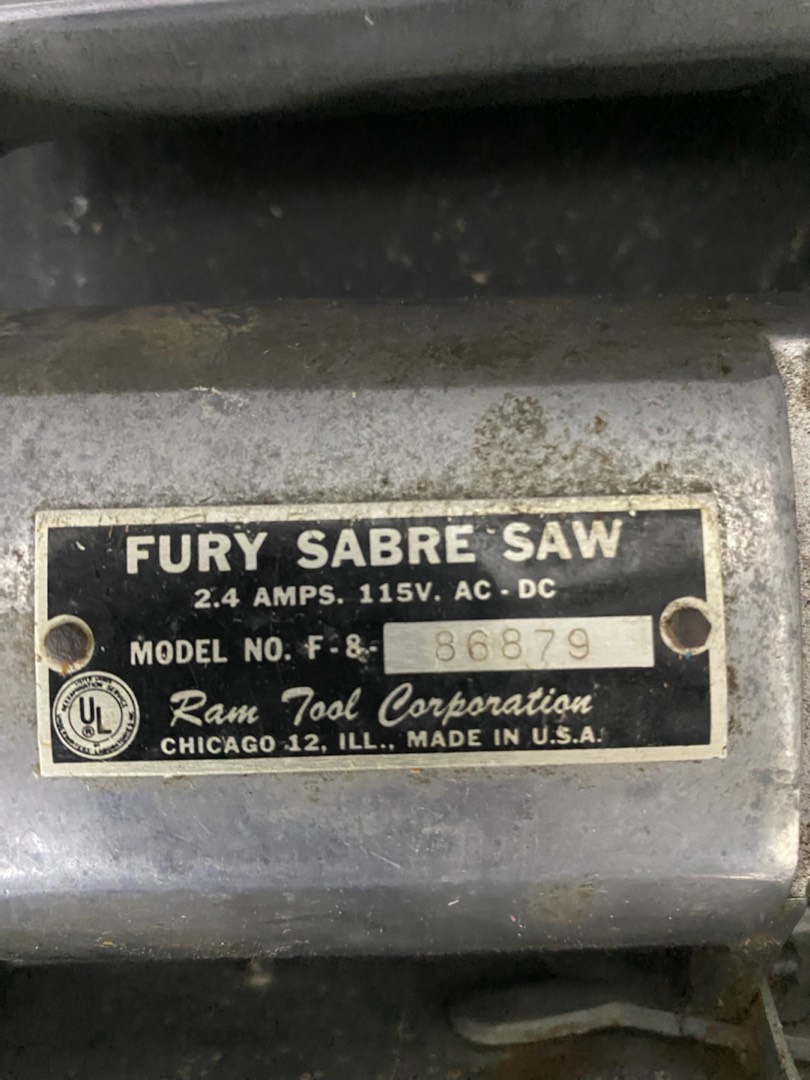 FURY SABRE SAW
2.4 AMPS. 115V. AC - DC
MODEL NO. F-8- 86879
UL
®
Ram Tool Corporation
CHICAGO 12, ILL., MADE IN U.S.A.